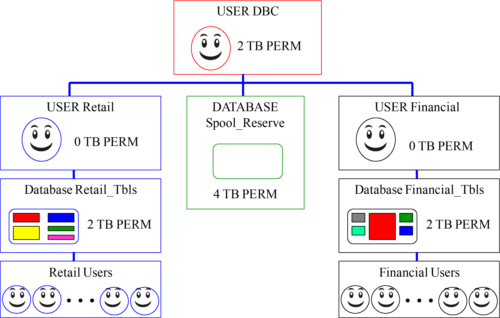 USER DBC
2 TB PERM
USER Retail
0 TB PERM
DATABASE
Spool_Reserve
4 TB PERM
USER Financial
0 TB PERM
Database Retail_Tbls
2 TB PERM
Database Financial_Tbls
2 TB PERM
Retail Users
Financial Users